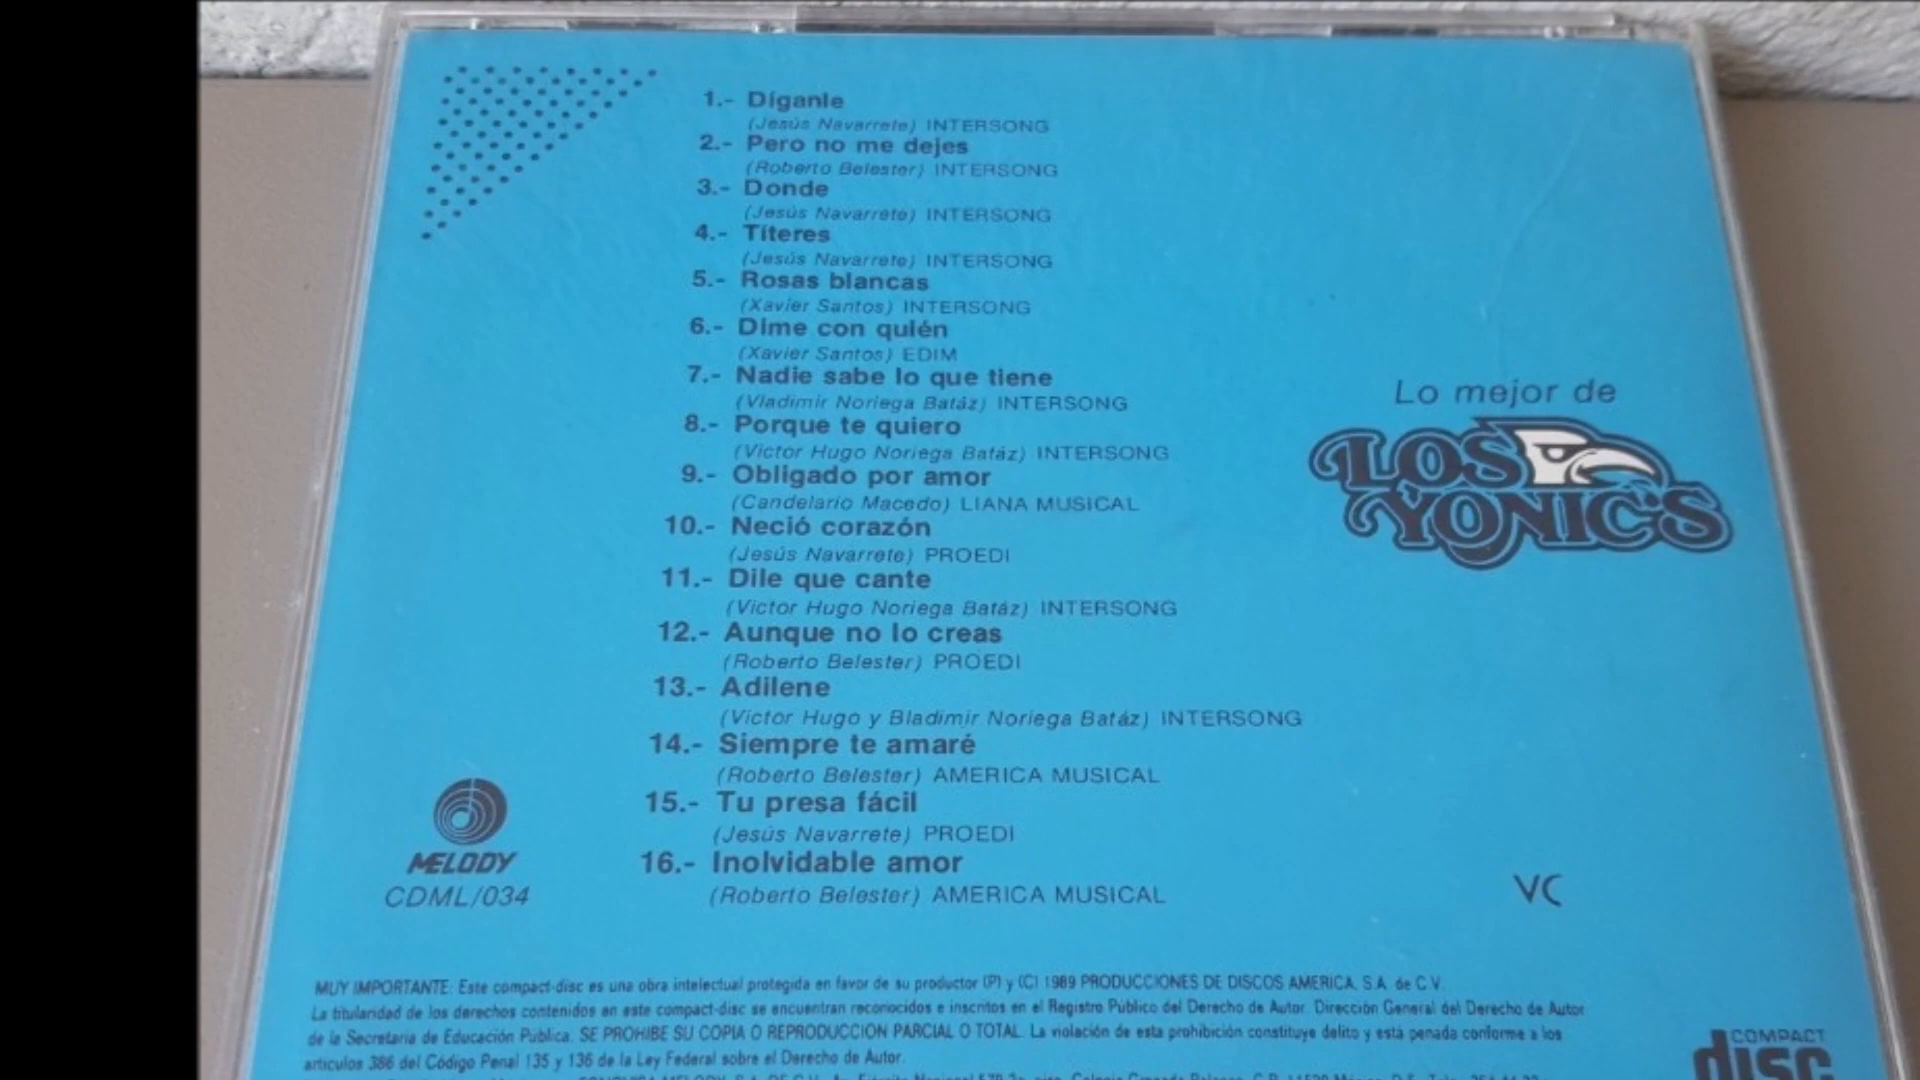 1.- Díganle
(Jesús Navarrete) INTERSONG
2.- Pero no me dejes
(Roberto Belester) INTERSONG
3.- Donde
(Jesús Navarrete) INTERSONG
4.- Títeres
(Jesús Navarrete) INTERSONG
5.- Rosas blancas
(Xavier Santos) INTERSONG
6.- Dime con quién
(Xavier Santos) EDIM
7.- Nadie sabe lo que tiene
(Vladimir Noriega Batáz) INTERSONG
8.- Porque te quiero
(Victor Hugo Noriega Batáz) INTERSONG
9.- Obligado por amor
(Candelario Macedo) LIANA MUSICAL
10.- Neció corazón
(Jesús Navarrete) PROEDI
11.- Dile que cante
(Victor Hugo Noriega Batáz) INTERSONG
12.- Aunque no lo creas
(Roberto Belester) PROEDI
13.- Adilene
(Victor Hugo y Bladimir Noriega Batáz) INTERSONG
14.- Siempre te amaré
(Roberto Belester) AMERICA MUSICAL
15.- Tu presa fácil
(Jesús Navarrete) PROEDI
16.- Inolvidable amor
(Roberto Belester) AMERICA MUSICAL
Lo mejor de
LOS
YONIC'S
MELODY
CDML/034
VC
MUY IMPORTANTE: Este compact-disc es una obra intelectual protegida en favor de su productor (P) y (C) 1989 PRODUCCIONES DE DISCOS AMERICA, S.A. de C.V.
La titularidad de los derechos contenidos en este compact-disc se encuentran reconocidos e inscritos en el Registro Público del Derecho de Autor. Dirección General del Derecho de Autor
de la Secretaría de Educación Pública. SE PROHIBE SU COPIA O REPRODUCCION PARCIAL O TOTAL. La violación de esta prohibición constituye delito y está penada conforme a los
artículos 386 del Código Penal 135 y 136 de la Ley Federal sobre el Derecho de Autor.
COMPACT
disc